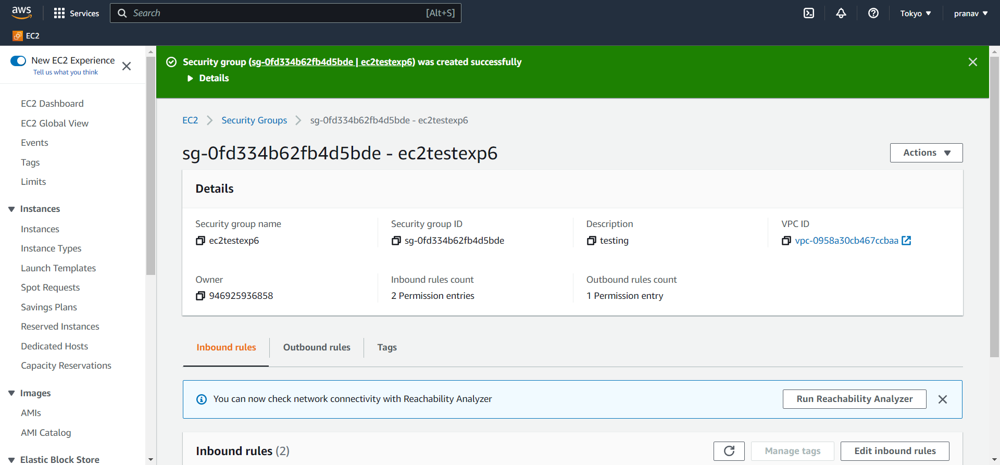 aws
Services
Search
[Alt+S]
Tokyo
pranav
EC2
New EC2 Experience
Tell us what you think
EC2 Dashboard
EC2 Global View
Events
Tags
Limits
Instances
Instances
Instance Types
Launch Templates
Spot Requests
Savings Plans
Reserved Instances
Dedicated Hosts
Capacity Reservations
Images
AMIs
AMI Catalog
Elastic Block Store
Security group (sg-0fd334b62fb4d5bde | ec2testexp6) was created successfully
Details
EC2
Security Groups
sg-0fd334b62fb4d5bde - ec2testexp6
sg-0fd334b62fb4d5bde - ec2testexp6
Actions
Details
Security group name
ec2testexp6
Security group ID
sg-0fd334b62fb4d5bde
Description
testing
VPC ID
vpc-0958a30cb467ccbaa
Owner
946925936858
Inbound rules count
2 Permission entries
Outbound rules count
1 Permission entry
Inbound rules
Outbound rules
Tags
You can now check network connectivity with Reachability Analyzer
Run Reachability Analyzer
Inbound rules (2)
Manage tags
Edit inbound rules